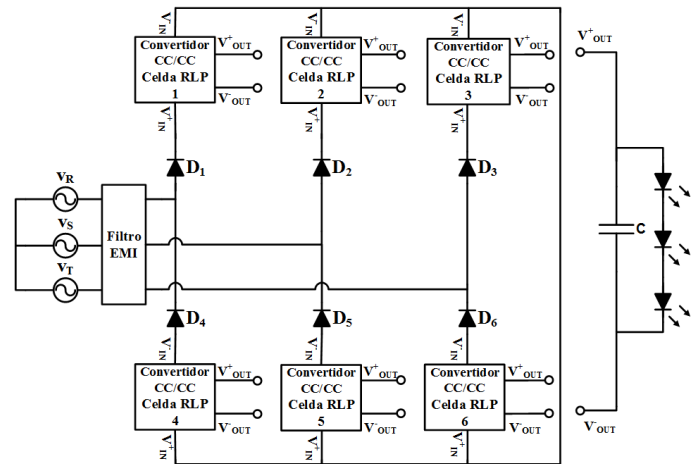 V-IN V-IN V-IN
Convertidor CC/CC Celda RLP 1 V+OUT V-OUT
Convertidor CC/CC Celda RLP 2 V+OUT V-OUT
Convertidor CC/CC Celda RLP 3 V+OUT V-OUT
V+OUT
V+IN V+IN V+IN
D1 D2 D3
vR
vS
vT
Filtro
EMI
C
D4 D5 D6
V-IN V-IN V-IN
Convertidor CC/CC Celda RLP 4 V+OUT V-OUT
Convertidor CC/CC Celda RLP 5 V+OUT V-OUT
Convertidor CC/CC Celda RLP 6 V+OUT V-OUT
V-OUT
V+IN V+IN V+IN